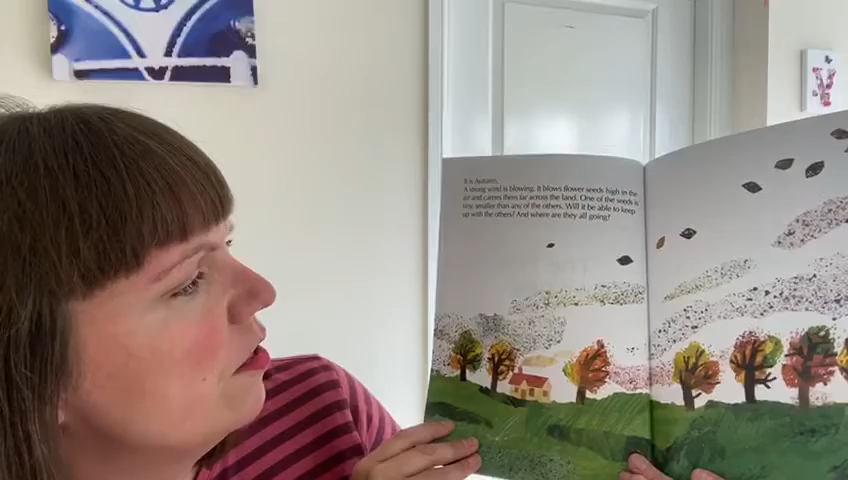 It is Autumn.
A strong wind is blowing. It blows flower seeds high in the
air and carries them far across the land. One of the seeds is
tiny, smaller than any of the others. Will it be able to keep
up with the others? And where are they all going?